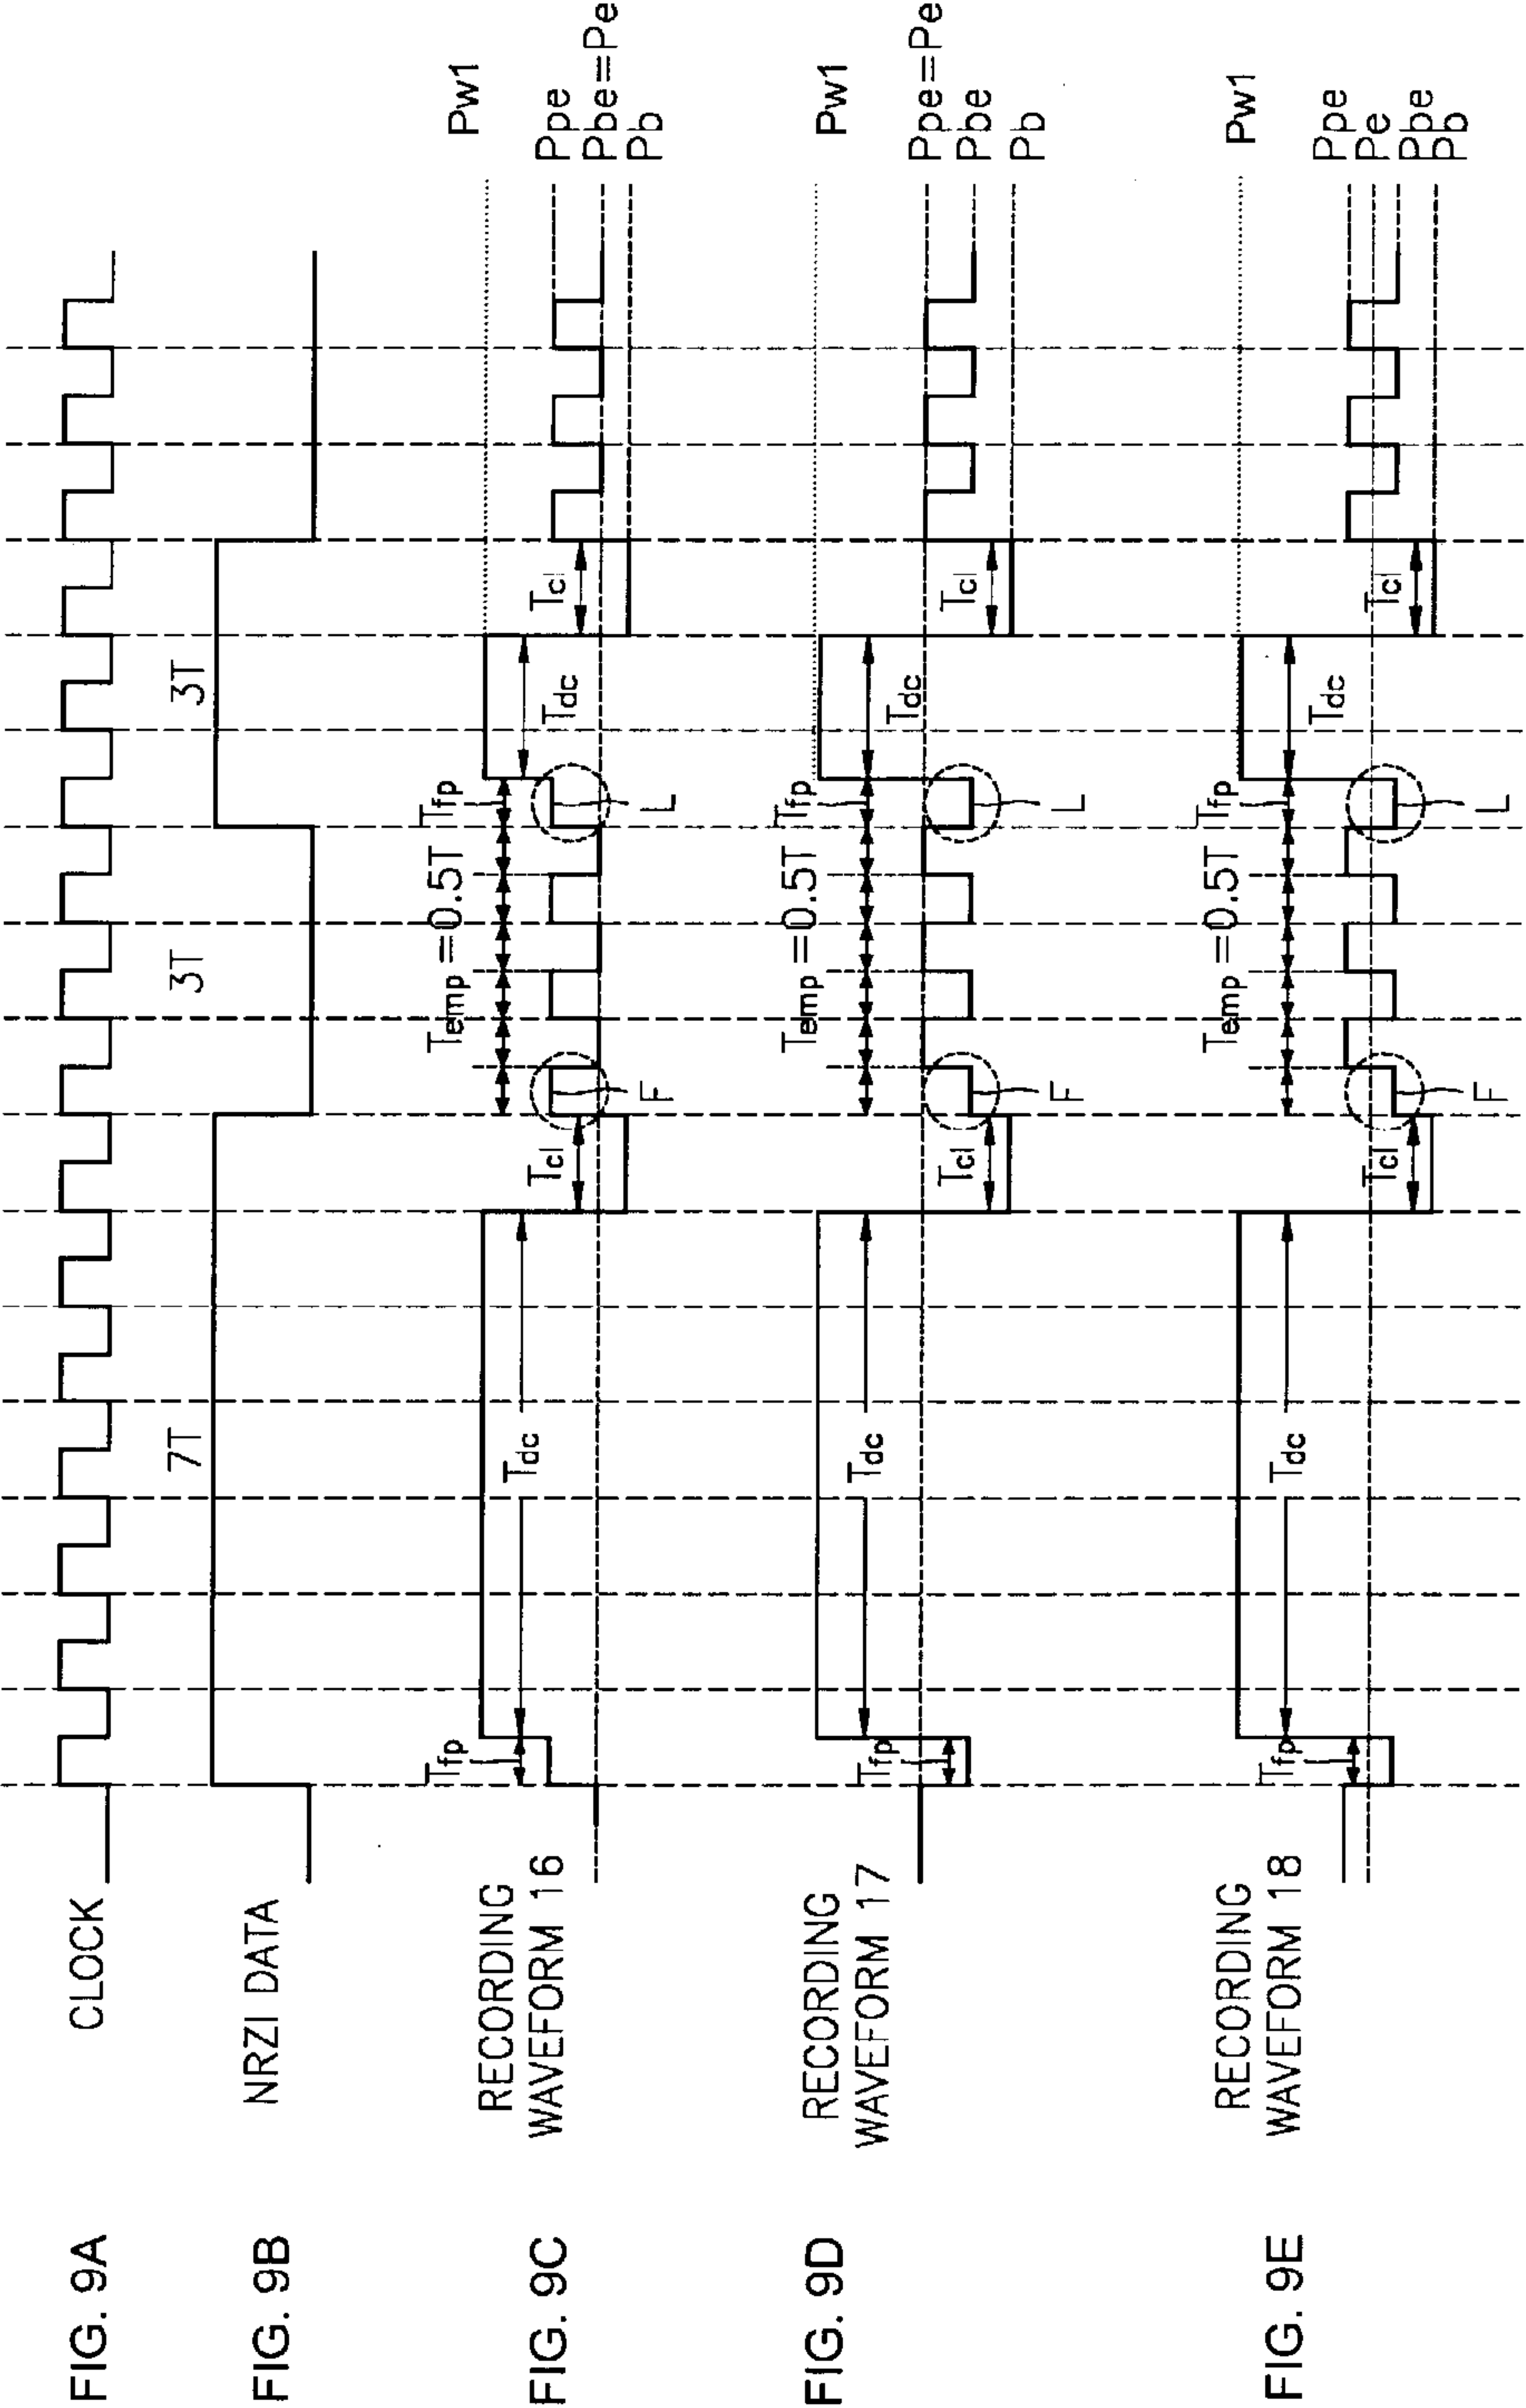 FIG. 9A
CLOCK
FIG. 9B
NRZI DATA
7T
3T
3T
FIG. 9C
RECORDING
WAVEFORM 16
Tfp
Tdc
Tcl
F
Temp=0.5T
Tfp
L
Tdc
Tcl
Pw1
Ppe
Pbe=Pe
Pb
FIG. 9D
RECORDING
WAVEFORM 17
Tfp
Tdc
Tcl
F
Temp=0.5T
Tfp
L
Tdc
Tcl
Pw1
Ppe=Pe
Pbe
Pb
FIG. 9E
RECORDING
WAVEFORM 18
Tfp
Tdc
Tcl
F
Temp=0.5T
Tfp
L
Tdc
Tcl
Pw1
Ppe
Pe
Pbe
Pb